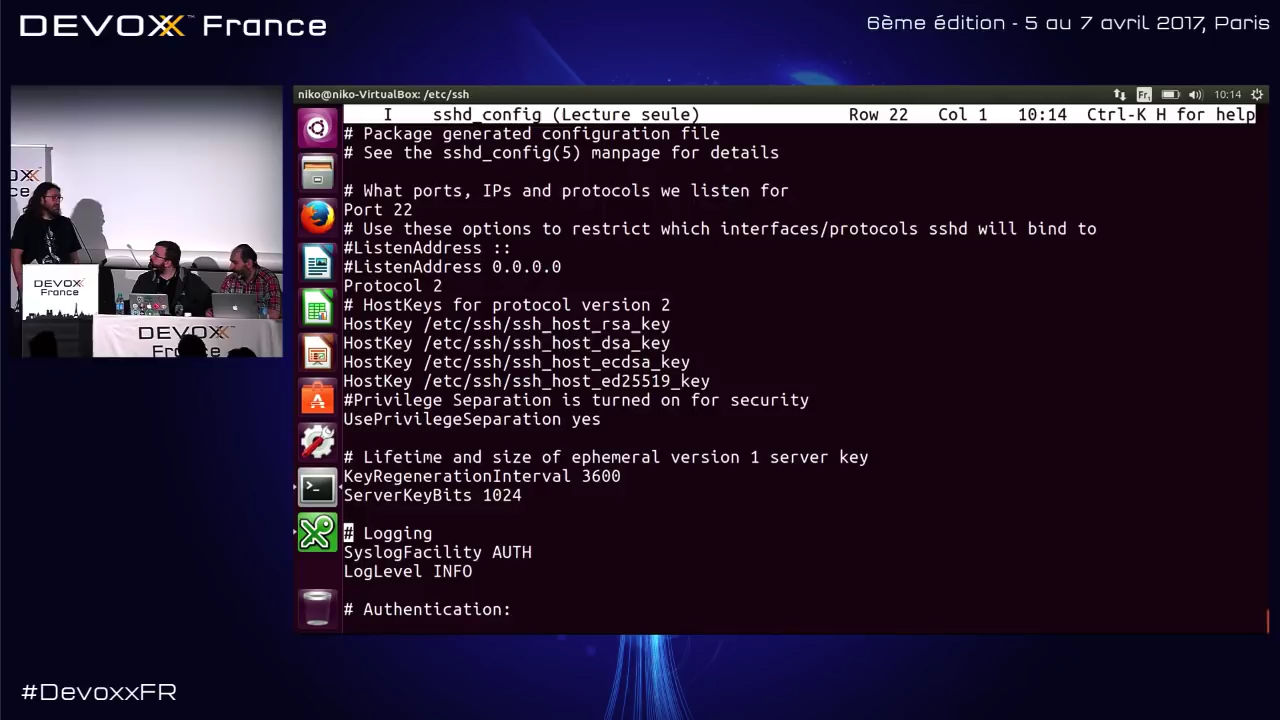 DEVOXX™ France
6ème édition - 5 au 7 avril 2017, Paris
niko@niko-VirtualBox: /etc/ssh
Fr
10:14
I sshd_config (Lecture seule) Row 22 Col 1 10:14 Ctrl-K H for help
# Package generated configuration file
# See the sshd_config(5) manpage for details
# What ports, IPs and protocols we listen for
Port 22
# Use these options to restrict which interfaces/protocols sshd will bind to
#ListenAddress ::
#ListenAddress 0.0.0.0
Protocol 2
# HostKeys for protocol version 2
HostKey /etc/ssh/ssh_host_rsa_key
HostKey /etc/ssh/ssh_host_dsa_key
HostKey /etc/ssh/ssh_host_ecdsa_key
HostKey /etc/ssh/ssh_host_ed25519_key
#Privilege Separation is turned on for security
UsePrivilegeSeparation yes
# Lifetime and size of ephemeral version 1 server key
KeyRegenerationInterval 3600
ServerKeyBits 1024
# Logging
SyslogFacility AUTH
LogLevel INFO
# Authentication:
DEVOXX
France
DEVOXX
France
#DevoxxFR